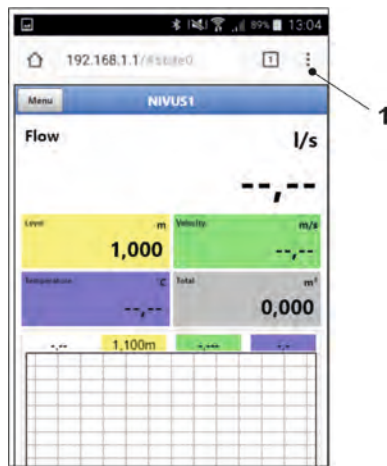 89% 13:04
192.168.1.1/#site0 1
1
Menu NIVUS1
Flow l/s
--,--
Level m Velocity m/s
1,000 --,--
Temperature °C Total m³
--,-- 0,000
-,-- 1,100m -,--- -,-